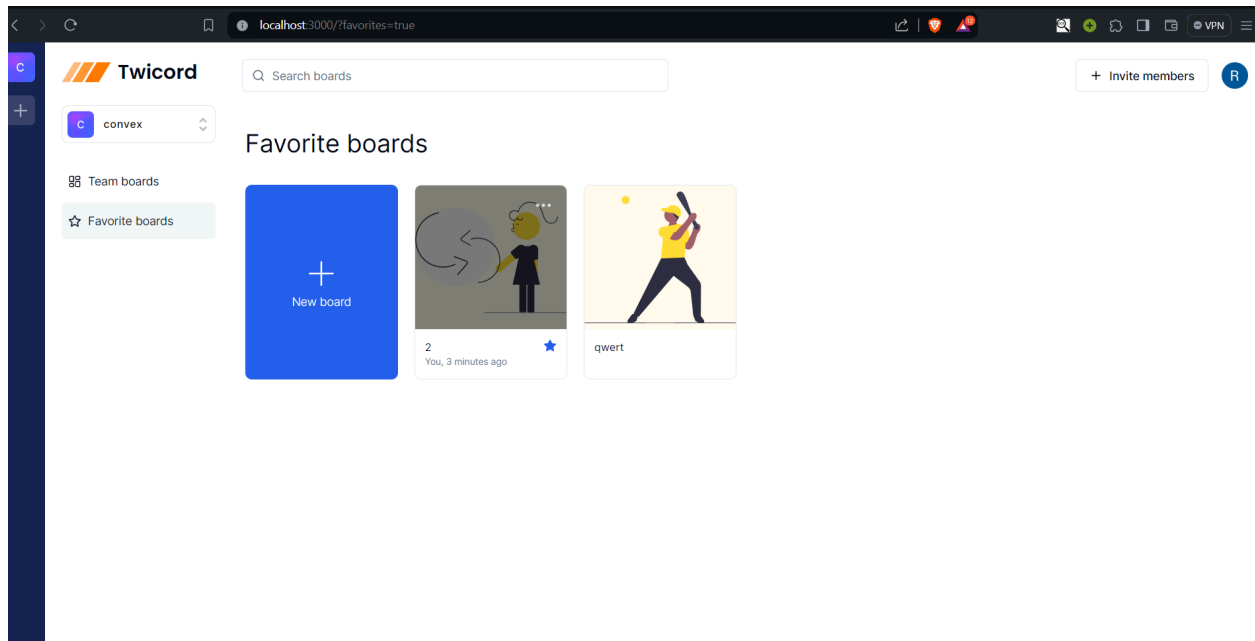 localhost:3000/?favorites=true
12
VPN
C
Twicord
Search boards
+ Invite members
R
C
convex
Favorite boards
Team boards
Favorite boards
New board
2
You, 3 minutes ago
qwert